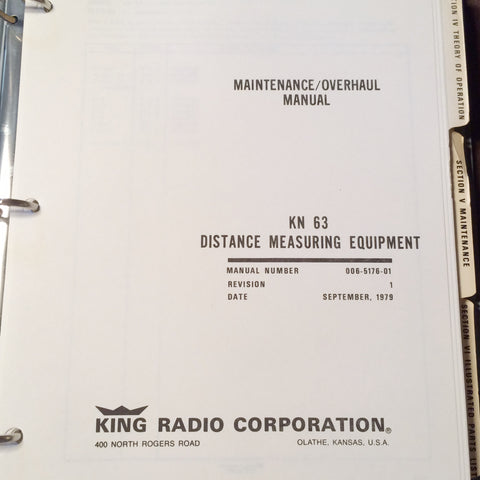 MAINTENANCE/OVERHAUL
MANUAL
KN 63
DISTANCE MEASURING EQUIPMENT
MANUAL NUMBER 006-5176-01
REVISION 1
DATE SEPTEMBER, 1979
KING RADIO CORPORATION®
400 NORTH ROGERS ROAD OLATHE, KANSAS, U.S.A.
SECTION IV THEORY OF OPERATION
SECTION V MAINTENANCE
SECTION VI ILLUSTRATED PARTS LIST